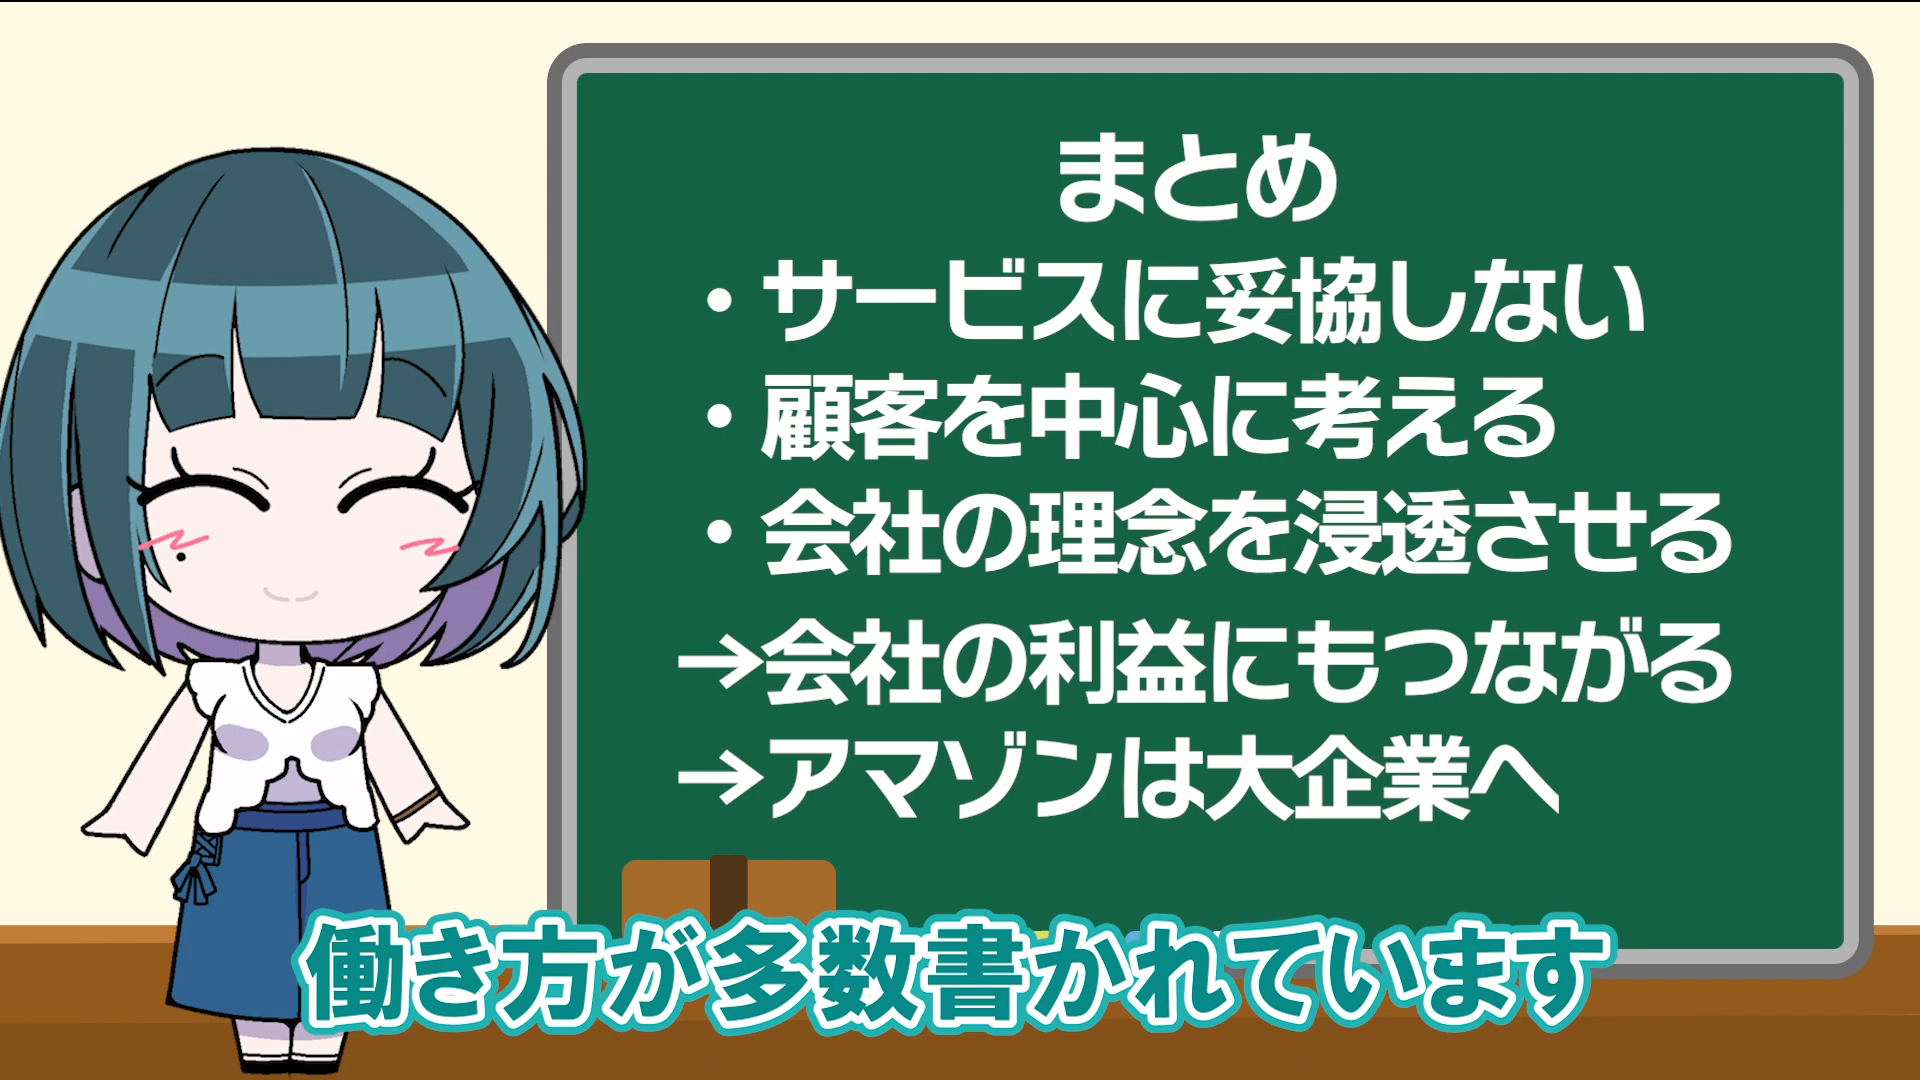 まとめ
・サービスに妥協しない
・顧客を中心に考える
・会社の理念を浸透させる
→会社の利益にもつながる
→アマゾンは大企業へ
働き方が多数書かれています